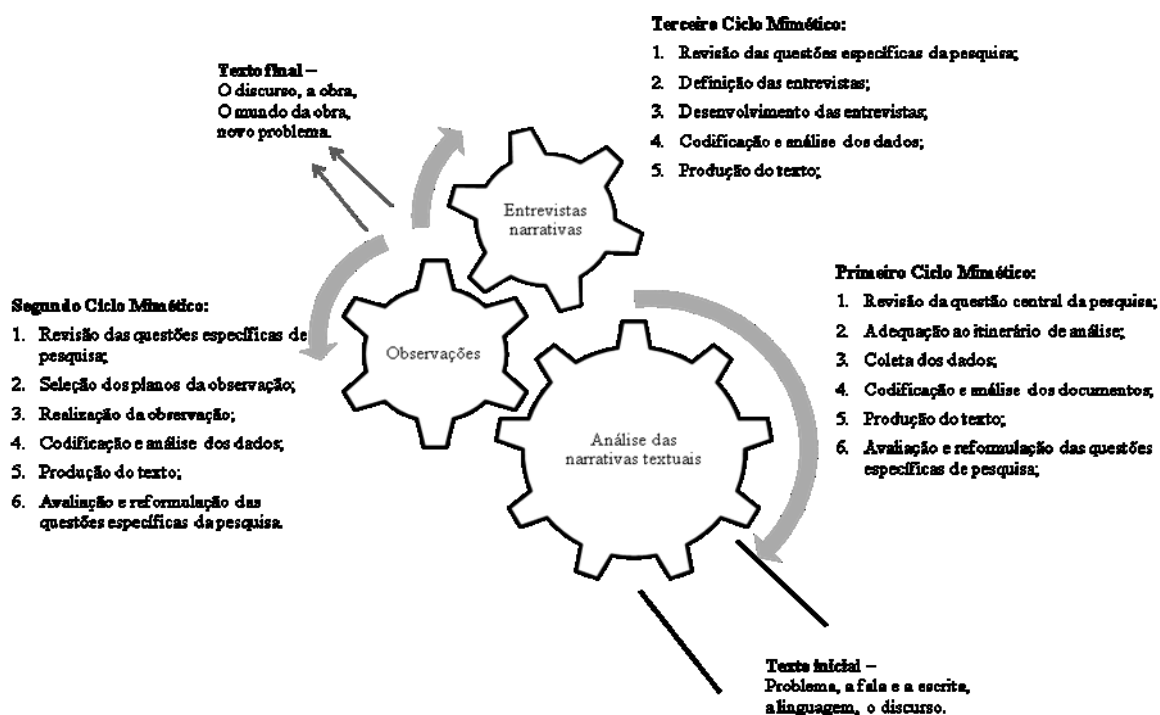 Terceiro Ciclo Mimético:
1. Revisão das questões específicas da pesquisa;
2. Definição das entrevistas;
3. Desenvolvimento das entrevistas;
4. Codificação e análise dos dados;
5. Produção do texto;
Texto final –
O discurso, a obra,
O mundo da obra,
novo problema.
Entrevistas
narrativas
Segundo Ciclo Mimético:
1. Revisão das questões específicas de
pesquisa;
2. Seleção dos planos da observação;
3. Realização da observação;
4. Codificação e análise dos dados;
5. Produção do texto;
6. Avaliação e reformulação das
questões específicas da pesquisa.
Observações
Primeiro Ciclo Mimético:
1. Revisão da questão central da pesquisa;
2. Adequação ao itinerário de análise;
3. Coleta dos dados;
4. Codificação e análise dos documentos;
5. Produção do texto;
6. Avaliação e reformulação das questões
específicas de pesquisa;
Análise das
narrativas textuais
Texto inicial –
Problema, a fala e a escrita,
a linguagem, o discurso.